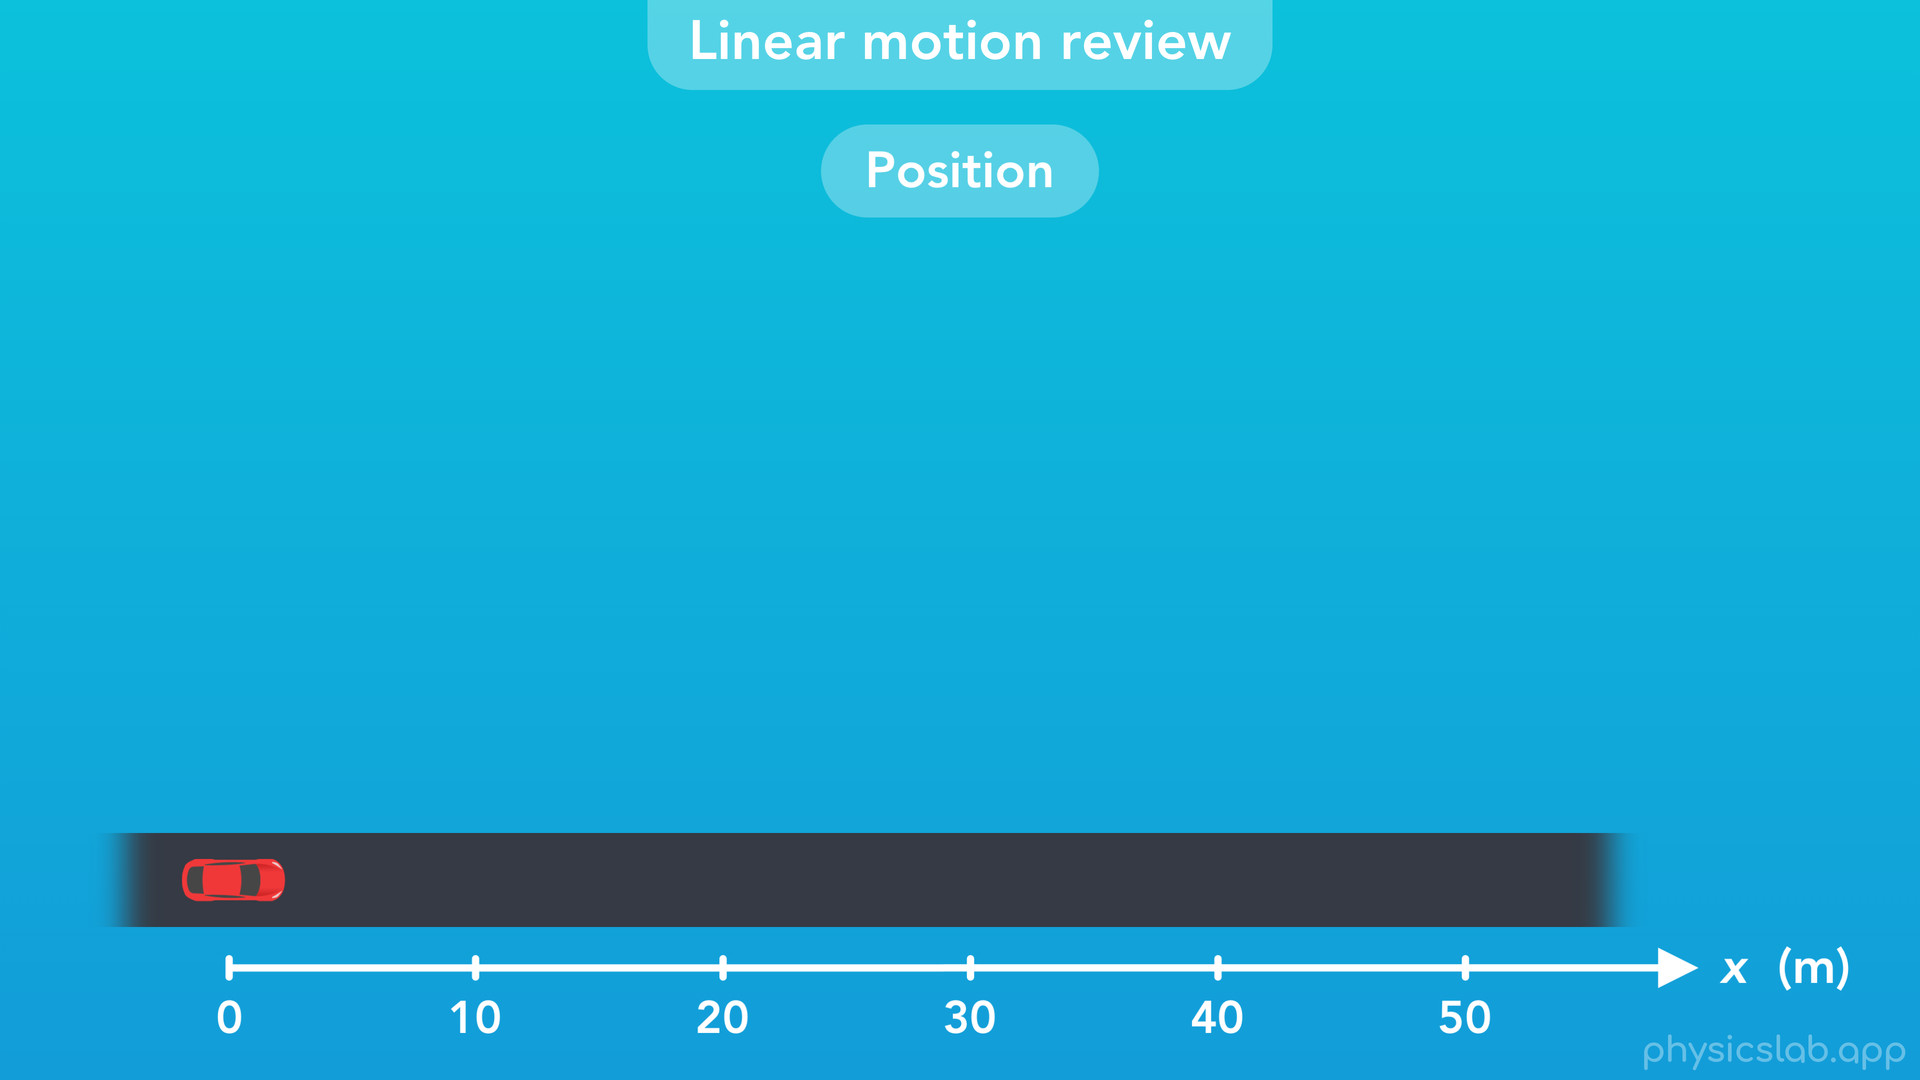 Linear motion review
Position
x (m)
0 10 20 30 40 50
physicslab.app